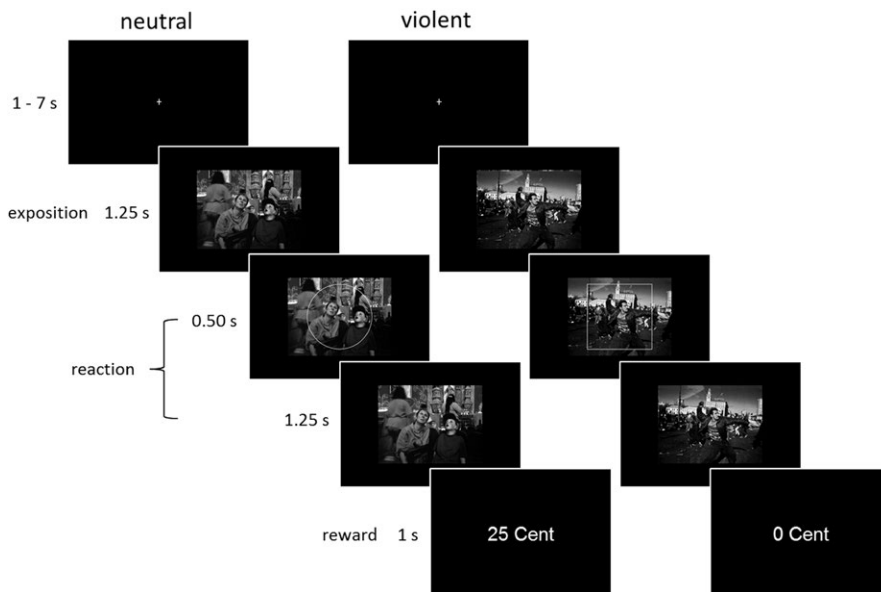 neutral violent
1 - 7 s
exposition 1.25 s
0.50 s
reaction
1.25 s
reward 1 s 25 Cent 0 Cent